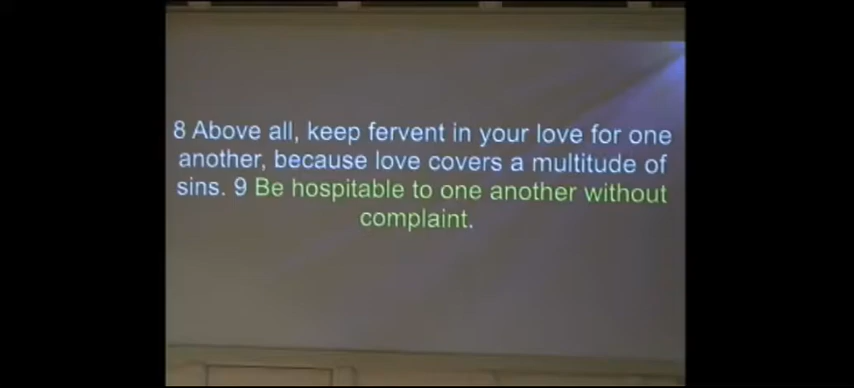 8 Above all, keep fervent in your love for one
another, because love covers a multitude of
sins. 9 Be hospitable to one another without
complaint.